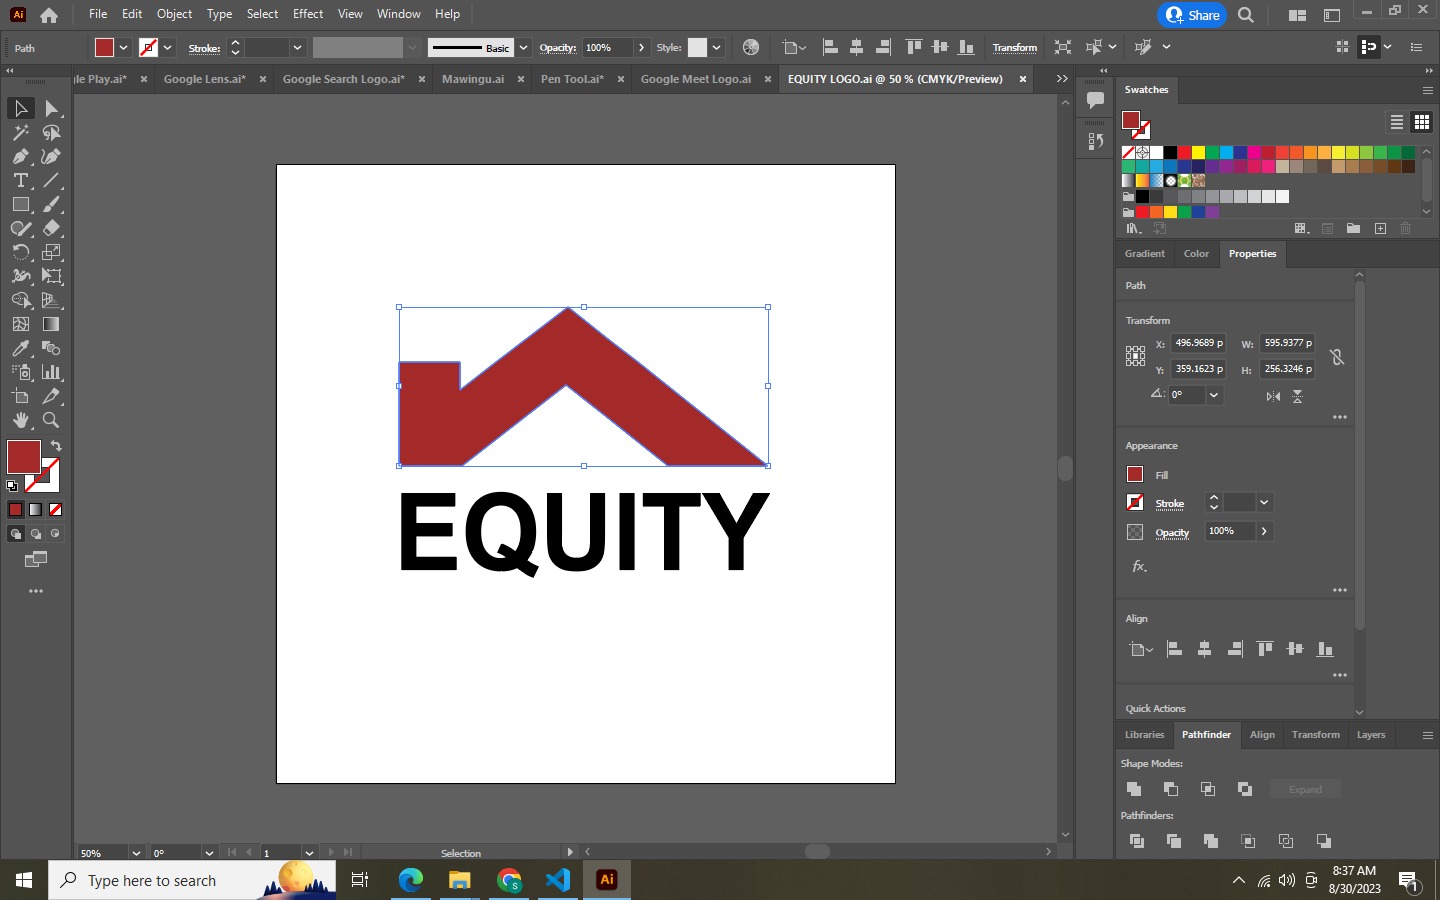 Ai File Edit Object Type Select Effect View Window Help Share
Path Stroke: Basic Opacity: 100% Style: Transform
gle Play.ai* Google Lens.ai* Google Search Logo.ai* Mawingu.ai Pen Tool.ai* Google Meet Logo.ai EQUITY LOGO.ai @ 50 % (CMYK/Preview)
Swatches
Gradient Color Properties
Path
Transform
X: 496.9689 p W: 595.9377 p
Y: 359.1623 p H: 256.3246 p
0°
Appearance
Fill
Stroke
Opacity 100%
fx.
Align
Quick Actions
Libraries Pathfinder Align Transform Layers
Shape Modes:
Expand
Pathfinders:
EQUITY
50% 0° 1 Selection
Type here to search
Ai
8:37 AM
8/30/2023
1